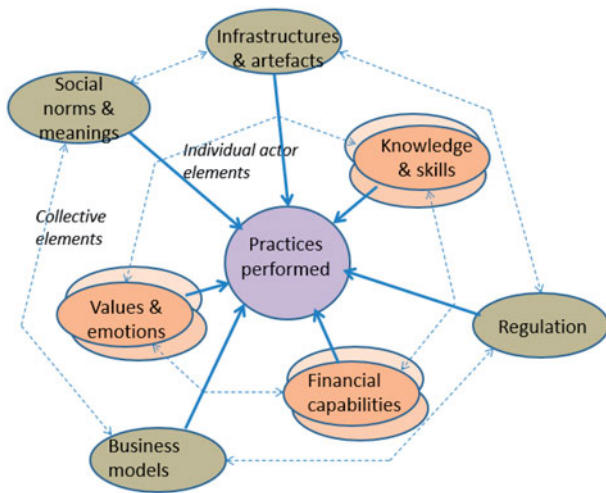 Infrastructures
& artefacts
Social
norms &
meanings
Individual actor
elements
Knowledge
& skills
Collective
elements
Practices
performed
Values &
emotions
Regulation
Financial
capabilities
Business
models